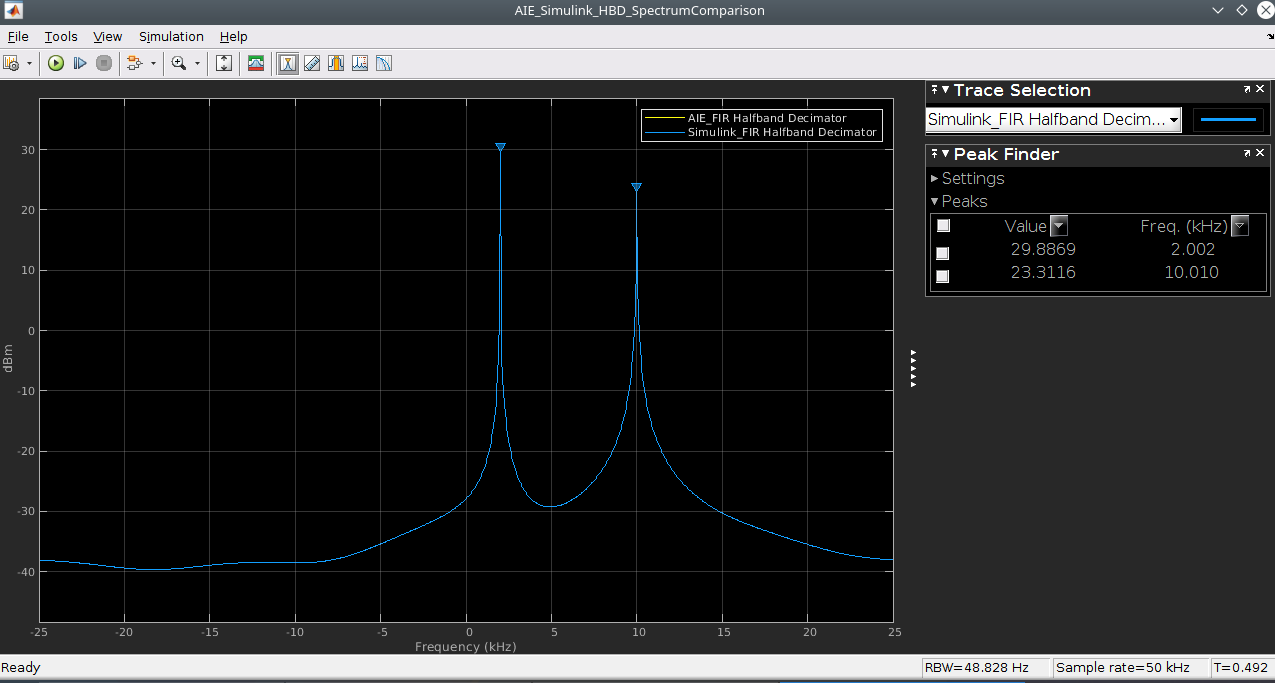 AIE_Simulink_HBD_SpectrumComparison
File Tools View Simulation Help
AIE_FIR Halfband Decimator
Simulink_FIR Halfband Decimator
30
20
10
0
-10
-20
-30
-40
dBm
-25 -20 -15 -10 -5 0 5 10 15 20 25
Frequency (kHz)
Trace Selection
Simulink_FIR Halfband Decim...
Peak Finder
Settings
Peaks
Value Freq. (kHz)
29.8869 2.002
23.3116 10.010
Ready RBW=48.828 Hz Sample rate=50 kHz T=0.492